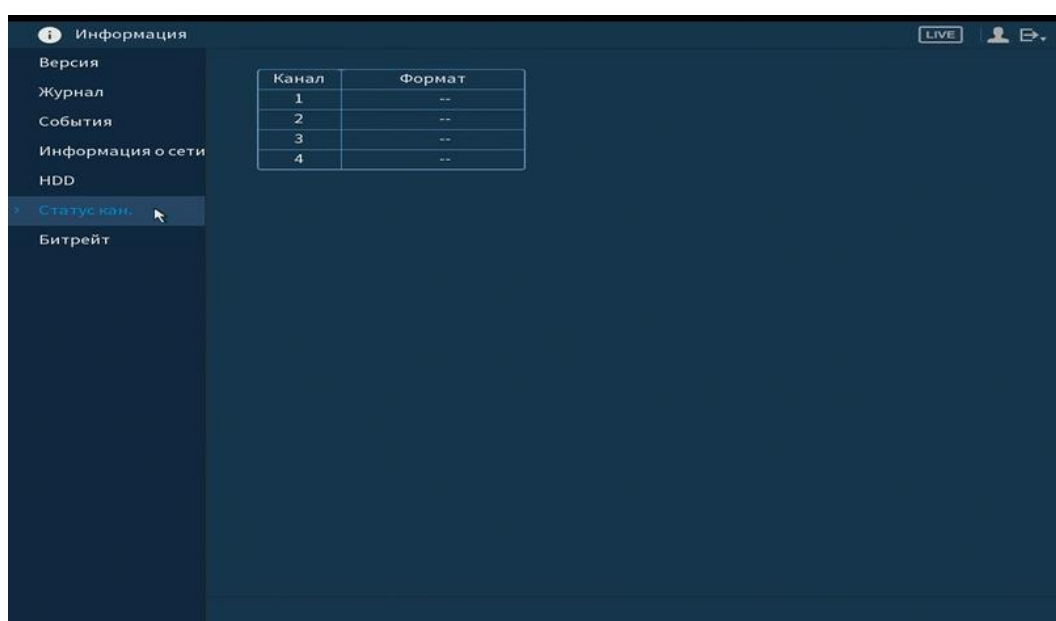 Информация
LIVE
Версия
Журнал
События
Информация о сети
HDD
Статус кан.
Битрейт
Канал Формат
1 --
2 --
3 --
4 --